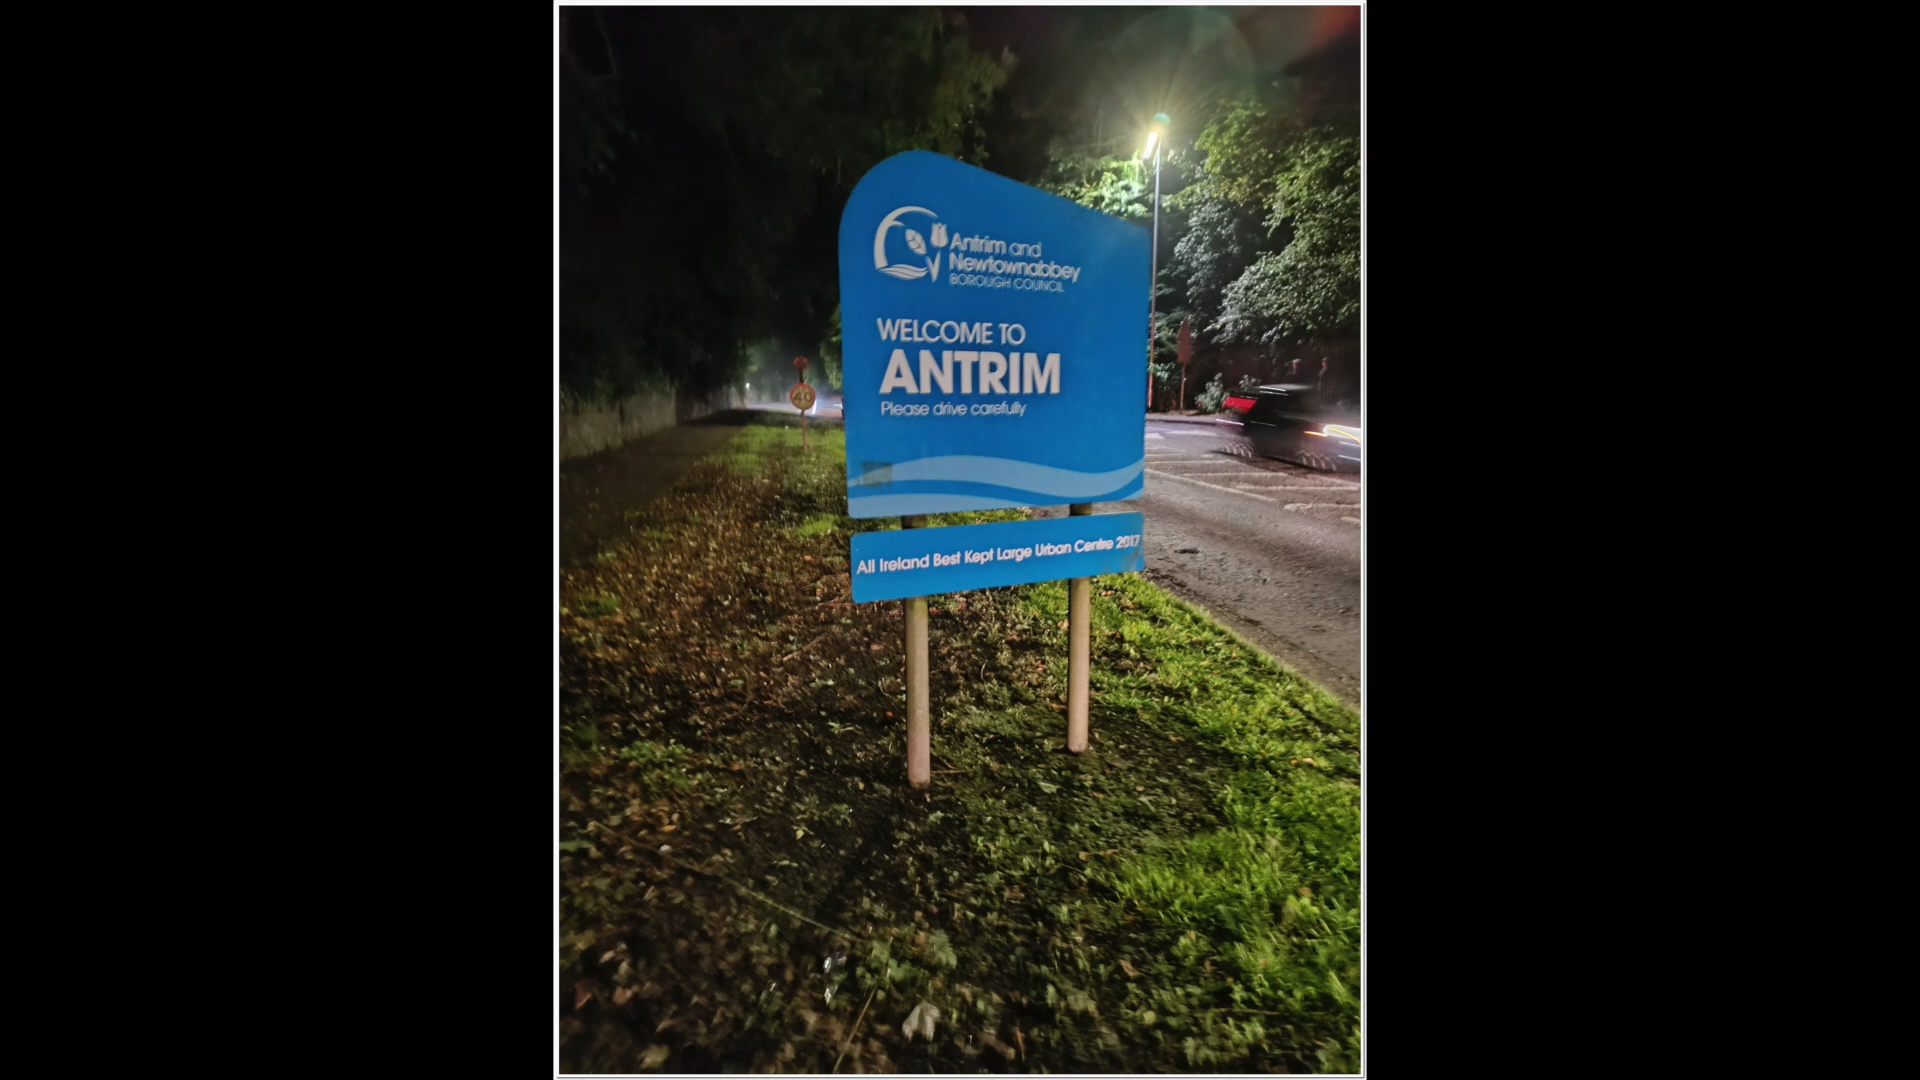 Antrim and
Newtownabbey
BOROUGH COUNCIL
WELCOME TO
ANTRIM
Please drive carefully
All Ireland Best Kept Large Urban Centre 2017
40